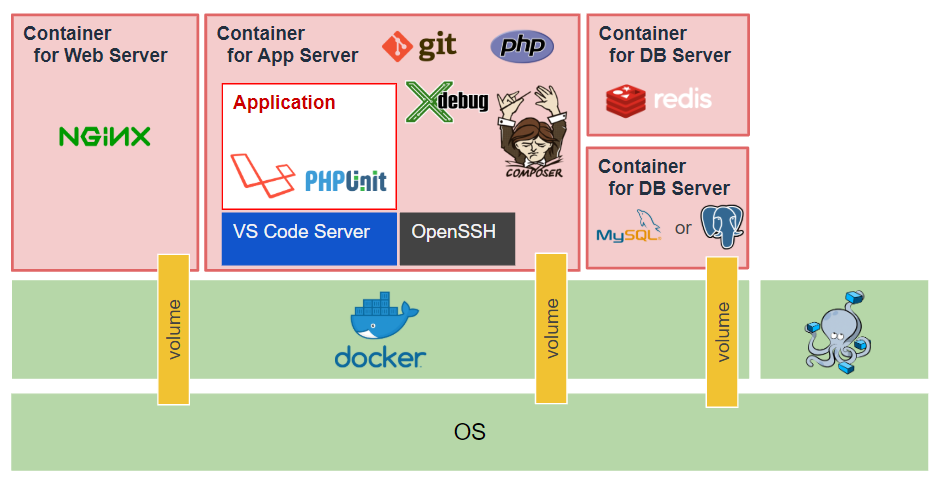 Container
for Web Server
NGINX
Container
for App Server
git
php
Application
Xdebug
PHPUnit
COMPOSER
VS Code Server
OpenSSH
Container
for DB Server
redis
Container
for DB Server
MySQL
or
volume
docker
volume
volume
OS